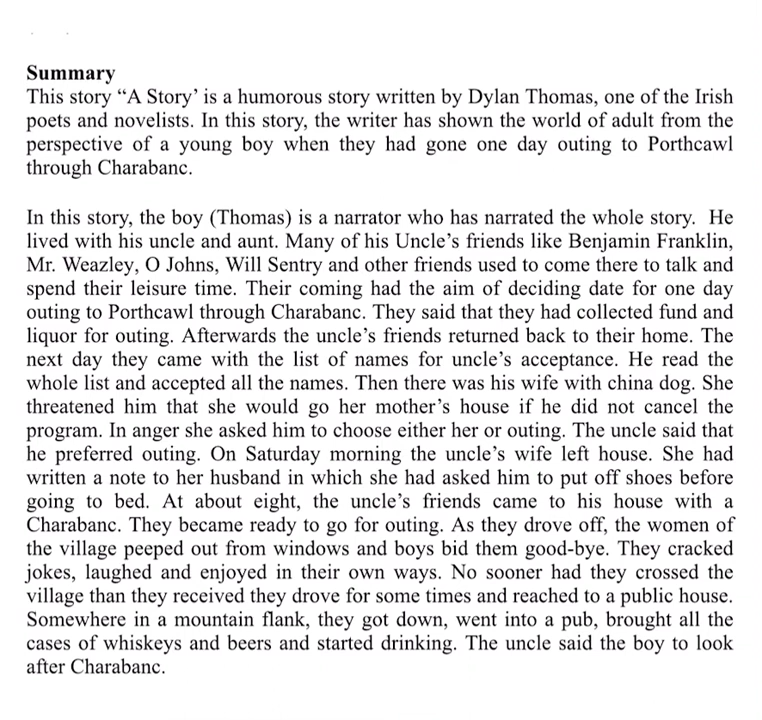 Summary
This story “A Story’ is a humorous story written by Dylan Thomas, one of the Irish
poets and novelists. In this story, the writer has shown the world of adult from the
perspective of a young boy when they had gone one day outing to Porthcawl
through Charabanc.
In this story, the boy (Thomas) is a narrator who has narrated the whole story. He
lived with his uncle and aunt. Many of his Uncle’s friends like Benjamin Franklin,
Mr. Weazley, O Johns, Will Sentry and other friends used to come there to talk and
spend their leisure time. Their coming had the aim of deciding date for one day
outing to Porthcawl through Charabanc. They said that they had collected fund and
liquor for outing. Afterwards the uncle’s friends returned back to their home. The
next day they came with the list of names for uncle’s acceptance. He read the
whole list and accepted all the names. Then there was his wife with china dog. She
threatened him that she would go her mother’s house if he did not cancel the
program. In anger she asked him to choose either her or outing. The uncle said that
he preferred outing. On Saturday morning the uncle’s wife left house. She had
written a note to her husband in which she had asked him to put off shoes before
going to bed. At about eight, the uncle’s friends came to his house with a
Charabanc. They became ready to go for outing. As they drove off, the women of
the village peeped out from windows and boys bid them good-bye. They cracked
jokes, laughed and enjoyed in their own ways. No sooner had they crossed the
village than they received they drove for some times and reached to a public house.
Somewhere in a mountain flank, they got down, went into a pub, brought all the
cases of whiskeys and beers and started drinking. The uncle said the boy to look
after Charabanc.